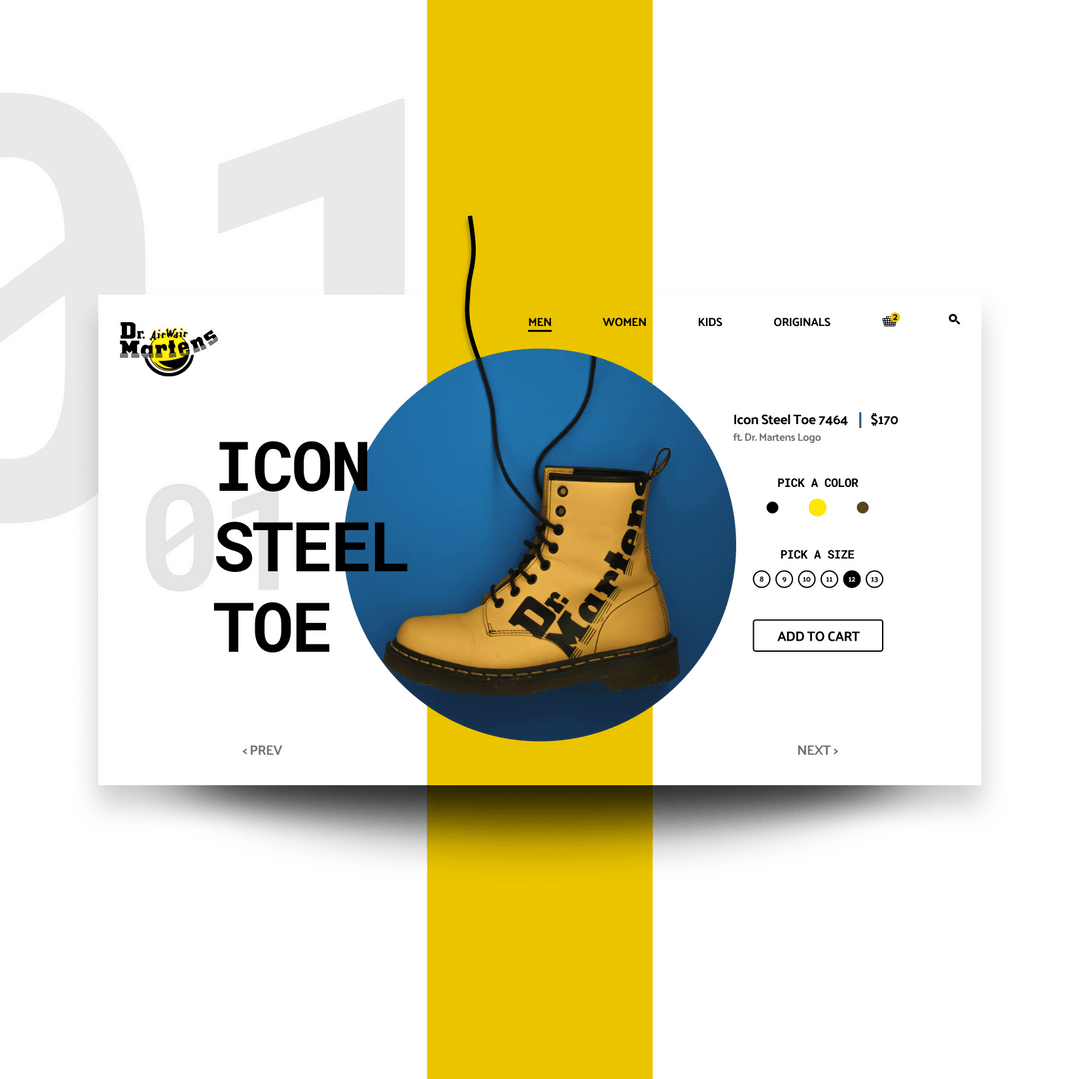 01
Dr. AirWair
Martens
MEN
WOMEN
KIDS
ORIGINALS
2
01
ICON
STEEL
TOE
Dr.
Martens
Icon Steel Toe 7464 | $170
ft. Dr. Martens Logo
PICK A COLOR
PICK A SIZE
8 9 10 11 12 13
ADD TO CART
< PREV
NEXT >